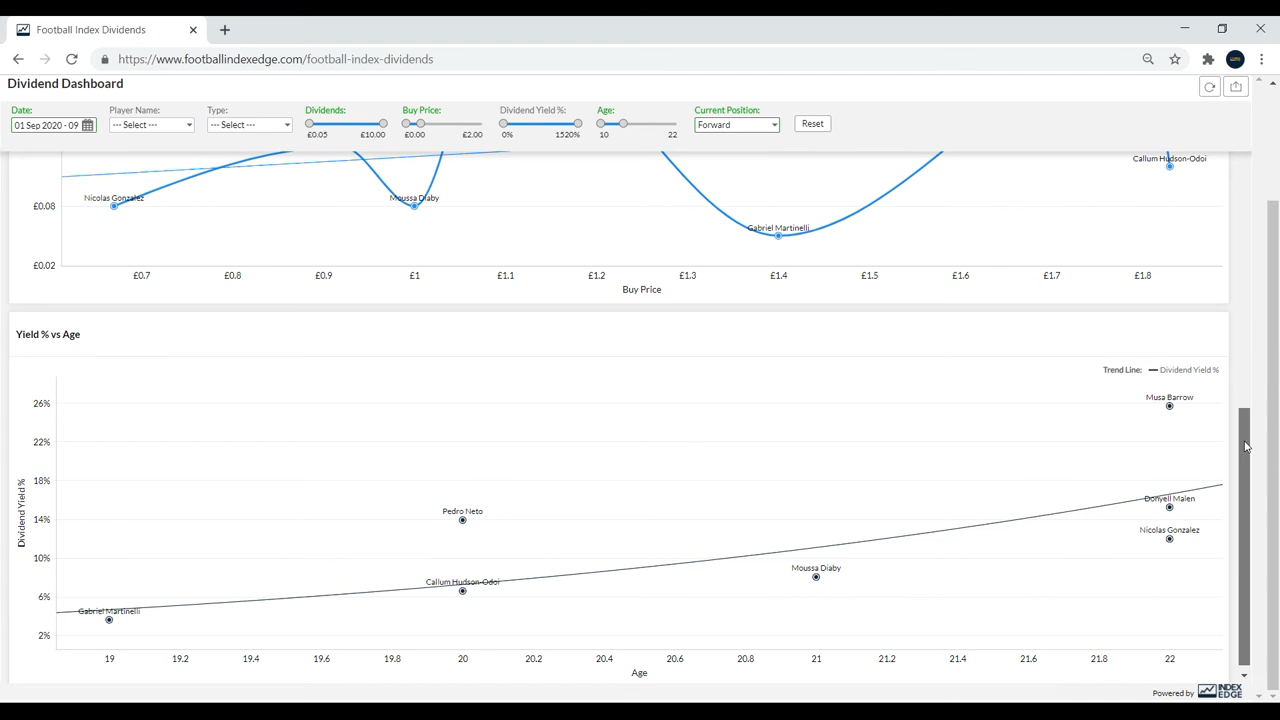 Football Index Dividends
https://www.footballindexedge.com/football-index-dividends
Dividend Dashboard
Date: Player Name: Type: Dividends: Buy Price: Dividend Yield %: Age: Current Position:
01 Sep 2020 - 09 --- Select --- --- Select --- Forward Reset
£0.05 £10.00 £0.00 £2.00 0% 1520% 10 22
Callum Hudson-Odoi
Nicolas Gonzalez Moussa Diaby
£0.08
Gabriel Martinelli
£0.02
£0.7 £0.8 £0.9 £1 £1.1 £1.2 £1.3 £1.4 £1.5 £1.6 £1.7 £1.8
Buy Price
Yield % vs Age
Trend Line: Dividend Yield %
Musa Barrow
26%
22%
18%
Donyell Malen
Pedro Neto
14%
Nicolas Gonzalez
10%
Moussa Diaby
Callum Hudson-Odoi
6%
Gabriel Martinelli
2%
Dividend Yield %
19 19.2 19.4 19.6 19.8 20 20.2 20.4 20.6 20.8 21 21.2 21.4 21.6 21.8 22
Age
Powered by INDEX EDGE